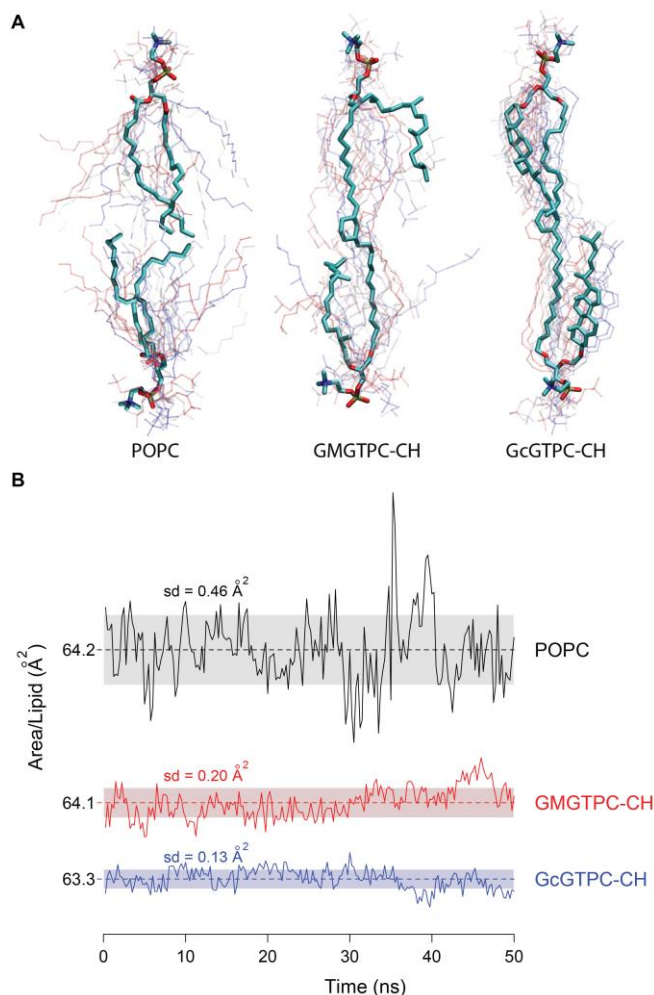 A
POPC
GMGTPC-CH
GcGTPC-CH
B
Area/Lipid (Å²)
sd = 0.46 Å²
64.2
POPC
sd = 0.20 Å²
64.1
GMGTPC-CH
sd = 0.13 Å²
63.3
GcGTPC-CH
0 10 20 30 40 50
Time (ns)